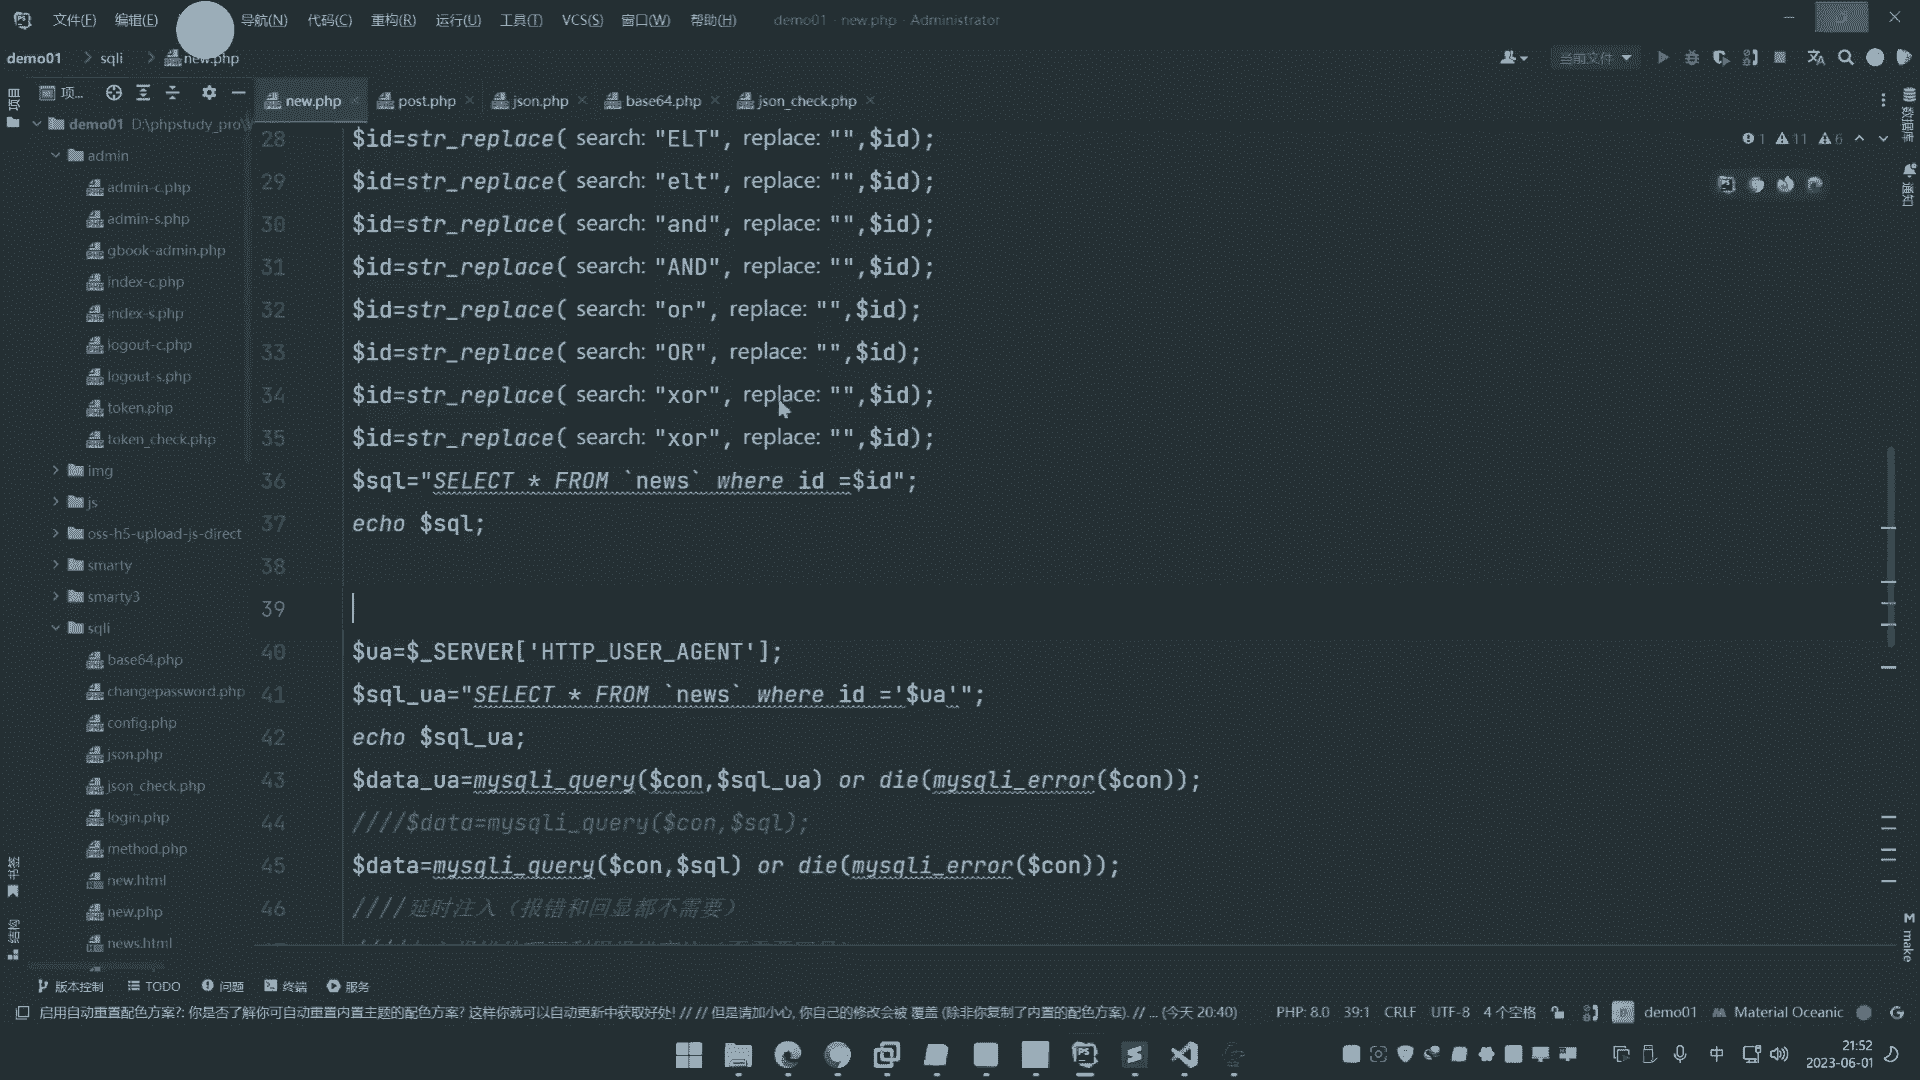 文件(F) 编辑(E) 导航(N) 代码(C) 重构(R) 运行(U) 工具(T) VCS(S) 窗口(W) 帮助(H) demo01 - new.php - Administrator
demo01 sqli new.php 当前文件
项目
项... new.php post.php json.php base64.php json_check.php
数据库
通知
demo01 D:\phpstudy_pro\
admin
admin-c.php
admin-s.php
gbook-admin.php
index-c.php
index-s.php
logout-c.php
logout-s.php
token.php
token_check.php
img
js
oss-h5-upload-js-direct
smarty
smarty3
sqli
base64.php
changepassword.php
config.php
json.php
json_check.php
login.php
method.php
new.html
new.php
news.html
书签
结构
1 11 6
28 $id=str_replace( search: "ELT", replace: "",$id);
29 $id=str_replace( search: "elt", replace: "",$id);
30 $id=str_replace( search: "and", replace: "",$id);
31 $id=str_replace( search: "AND", replace: "",$id);
32 $id=str_replace( search: "or", replace: "",$id);
33 $id=str_replace( search: "OR", replace: "",$id);
34 $id=str_replace( search: "xor", replace: "",$id);
35 $id=str_replace( search: "xor", replace: "",$id);
36 $sql="SELECT * FROM `news` where id =$id";
37 echo $sql;
38
39
40 $ua=$_SERVER['HTTP_USER_AGENT'];
41 $sql_ua="SELECT * FROM `news` where id ='$ua'";
42 echo $sql_ua;
43 $data_ua=mysqli_query($con,$sql_ua) or die(mysqli_error($con));
44 ////$data=mysqli_query($con,$sql);
45 $data=mysqli_query($con,$sql) or die(mysqli_error($con));
46 ////延时注入（报错和回显都不需要）
make
版本控制 TODO 问题 终端 服务
启用自动重置配色方案?: 你是否了解你可自动重置内置主题的配色方案? 这样你就可以自动更新中获取好处! // // 但是请加小心, 你自己的修改会被 覆盖 (除非你复制了内置的配色方案). // ... (今天 20:40) PHP: 8.0 39:1 CRLF UTF-8 4 个空格 demo01 Material Oceanic
中 21:52
2023-06-01